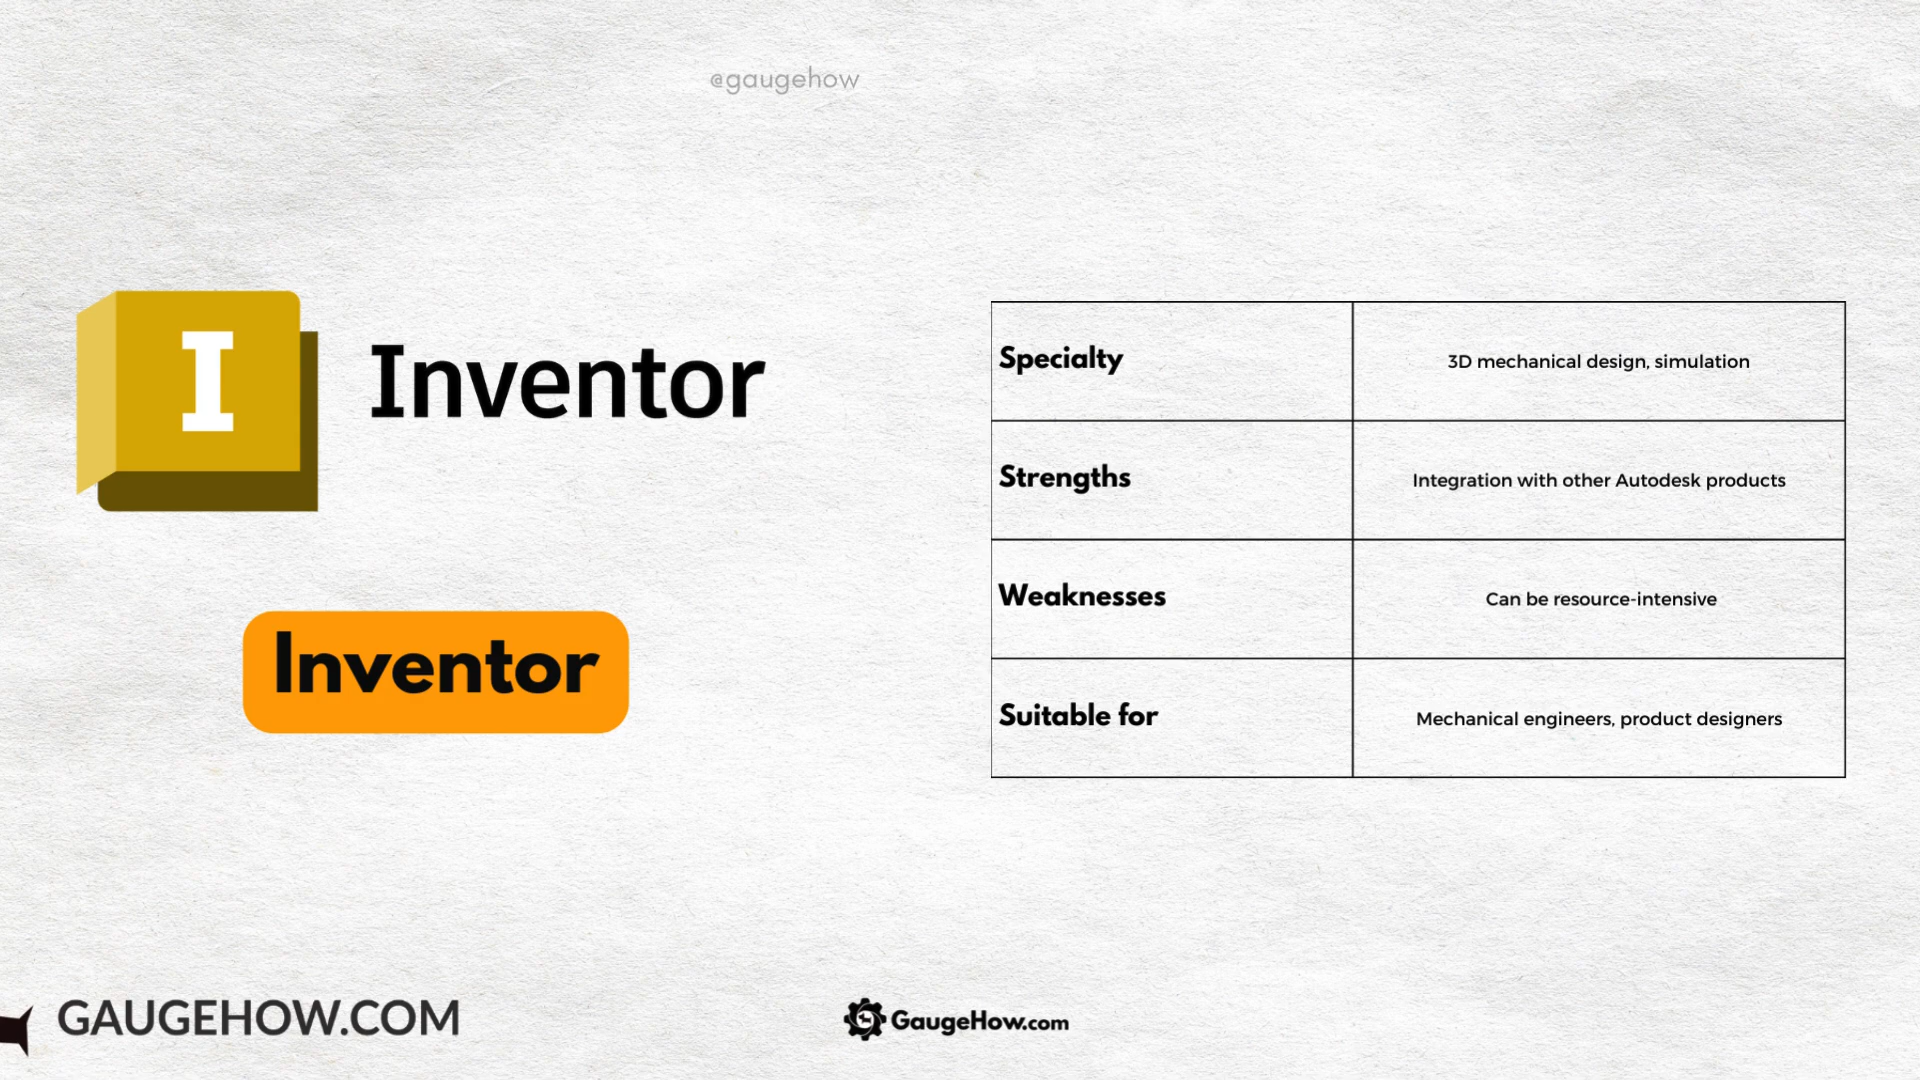 @gaugehow
I
Inventor
Inventor
Specialty
3D mechanical design, simulation
Strengths
Integration with other Autodesk products
Weaknesses
Can be resource-intensive
Suitable for
Mechanical engineers, product designers
GAUGEHOW.COM
GaugeHow.com